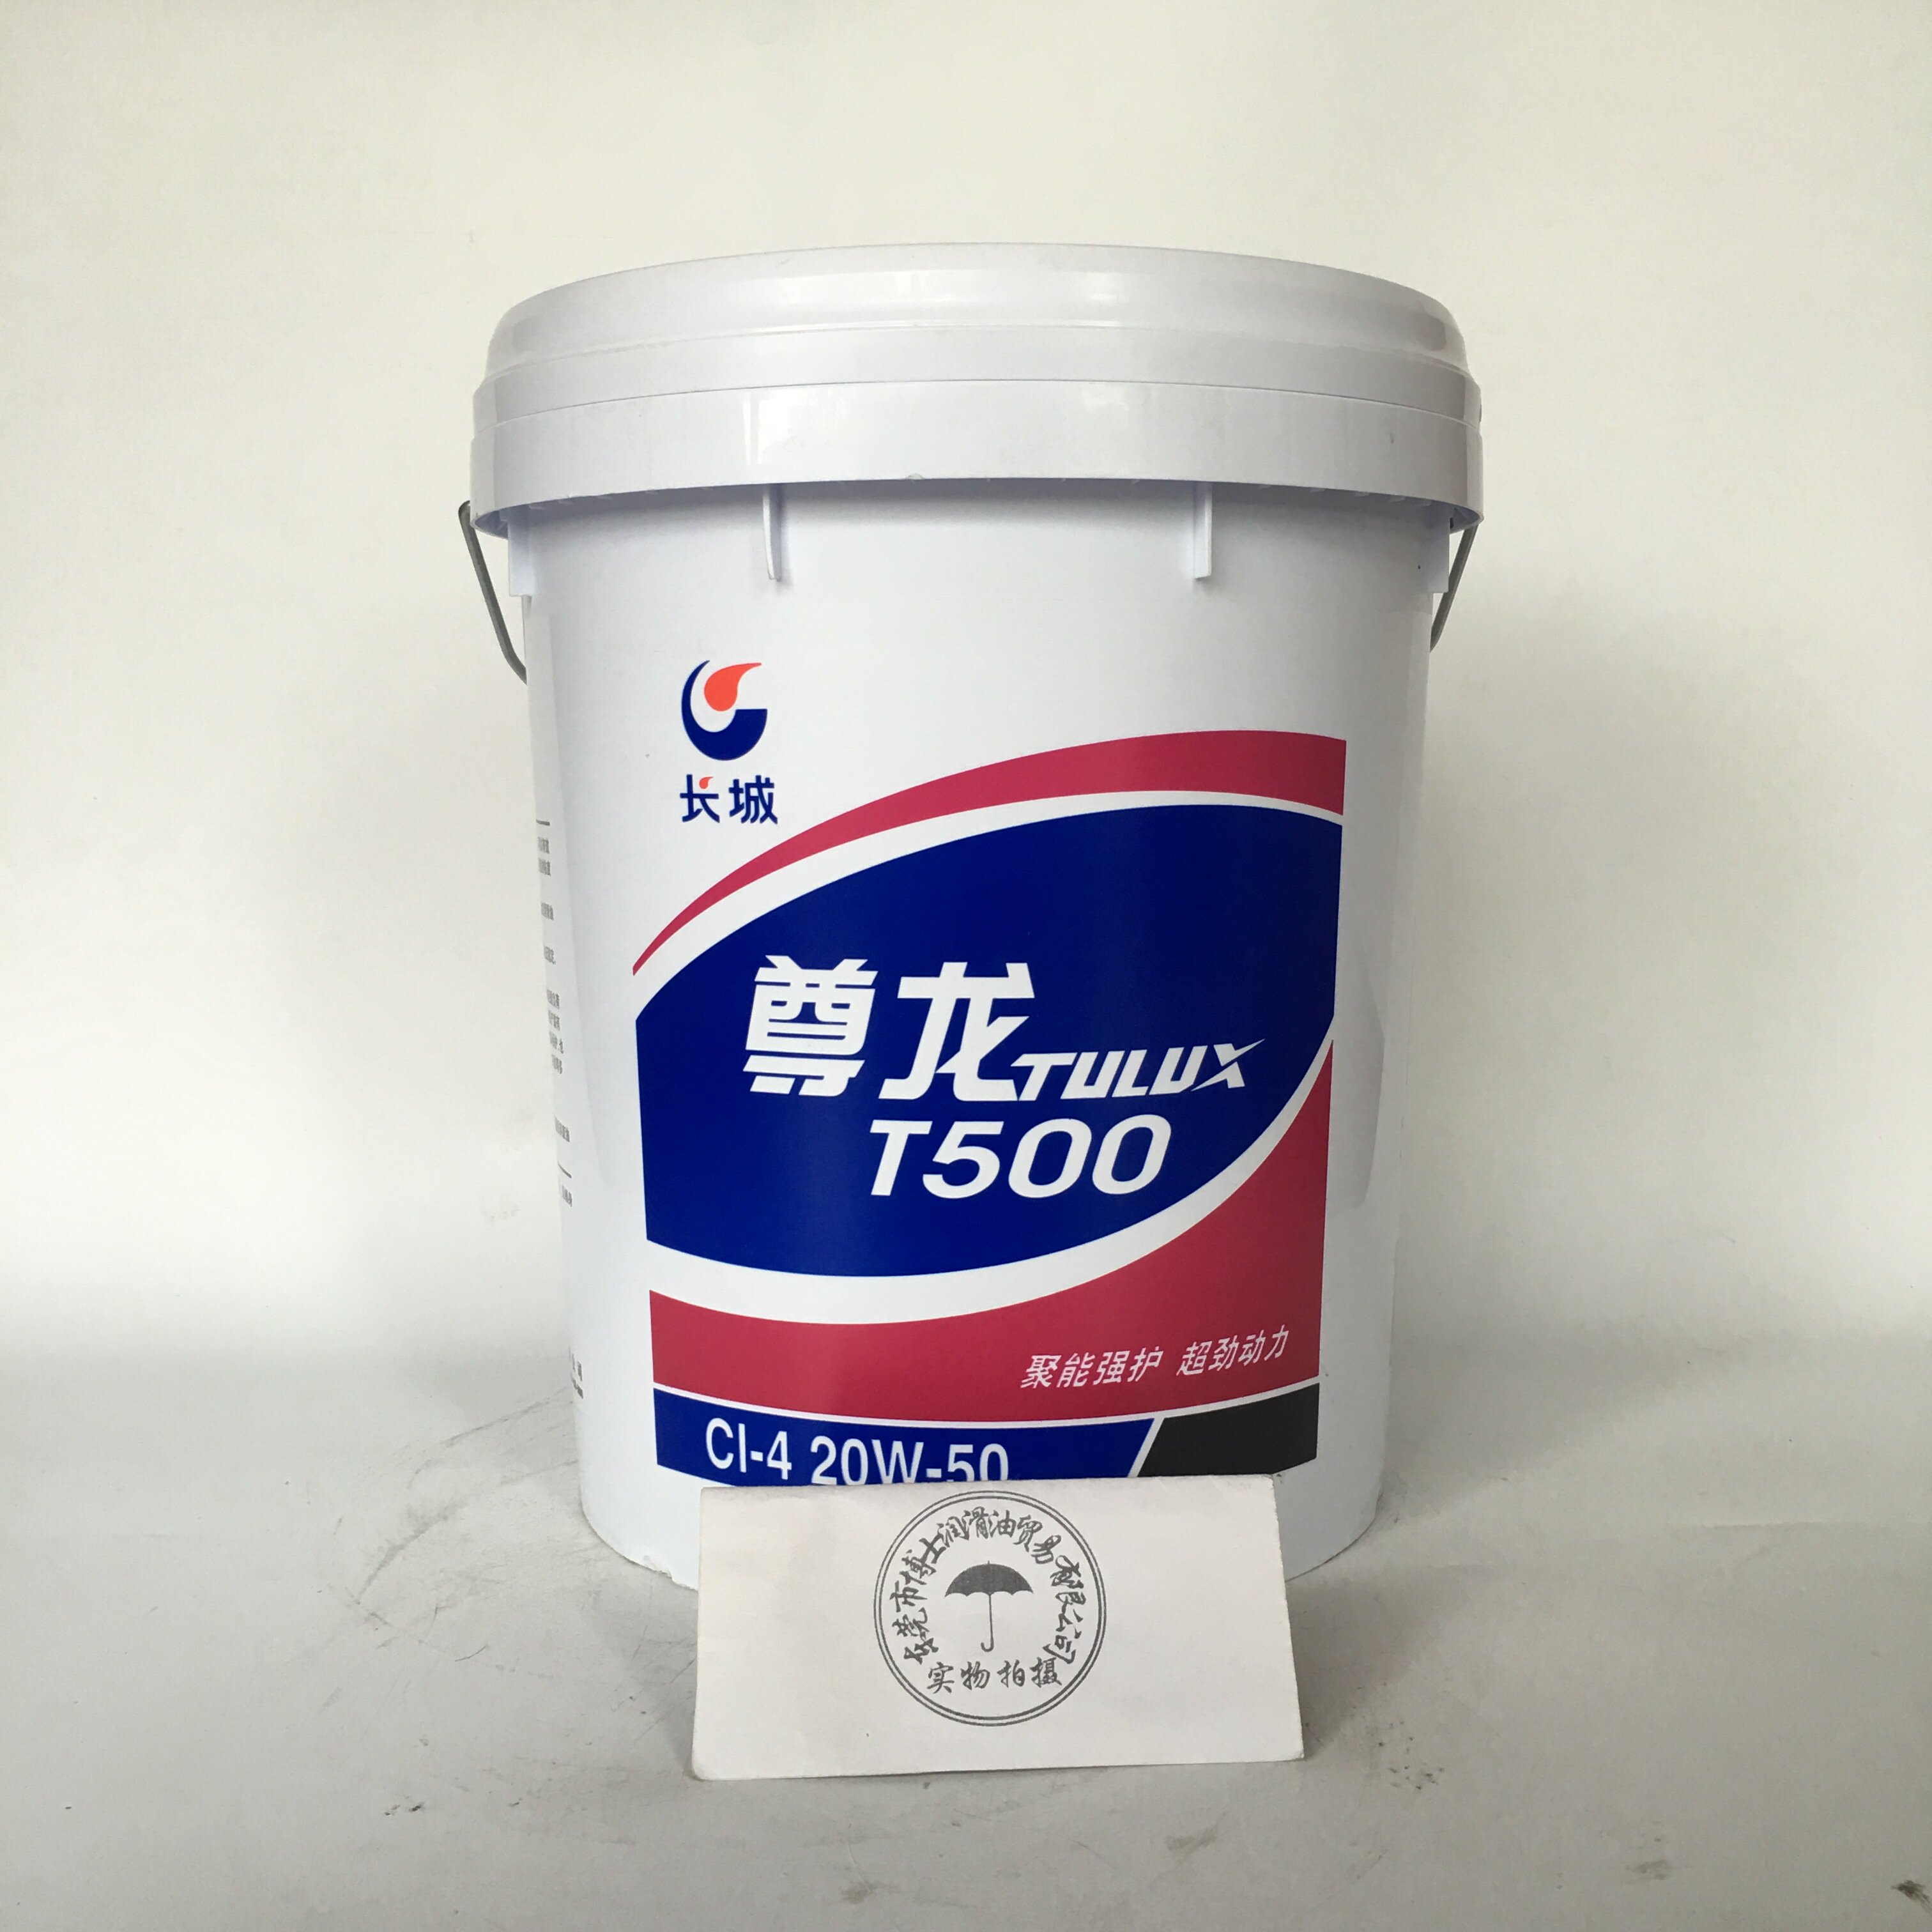 长城
尊龙TULUX
T500
聚能强护 超劲动力
CI-4 20W-50
东莞市博士润滑油贸易有限公司
实物拍摄